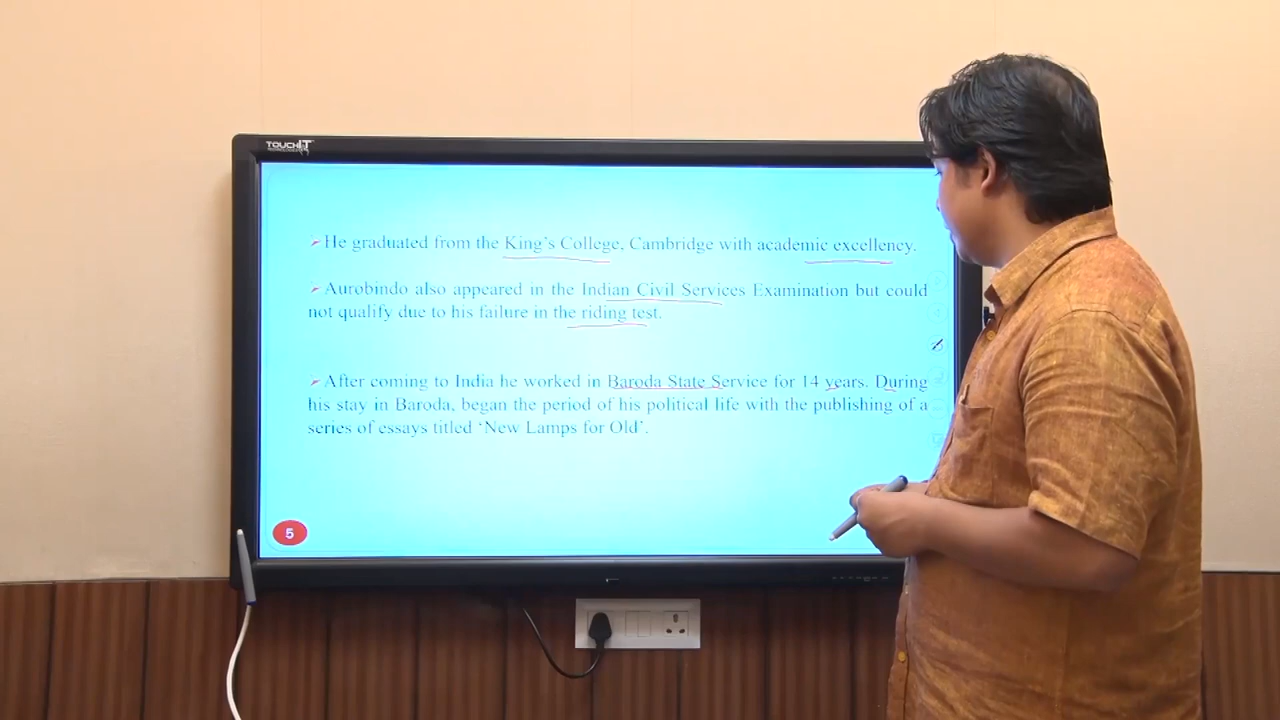 TOUCHIT
TECHNOLOGIES
He graduated from the King's College, Cambridge with academic excellency.
Aurobindo also appeared in the Indian Civil Services Examination but could
not qualify due to his failure in the riding test.
After coming to India he worked in Baroda State Service for 14 years. During
his stay in Baroda, began the period of his political life with the publishing of a
series of essays titled ‘New Lamps for Old’.
5